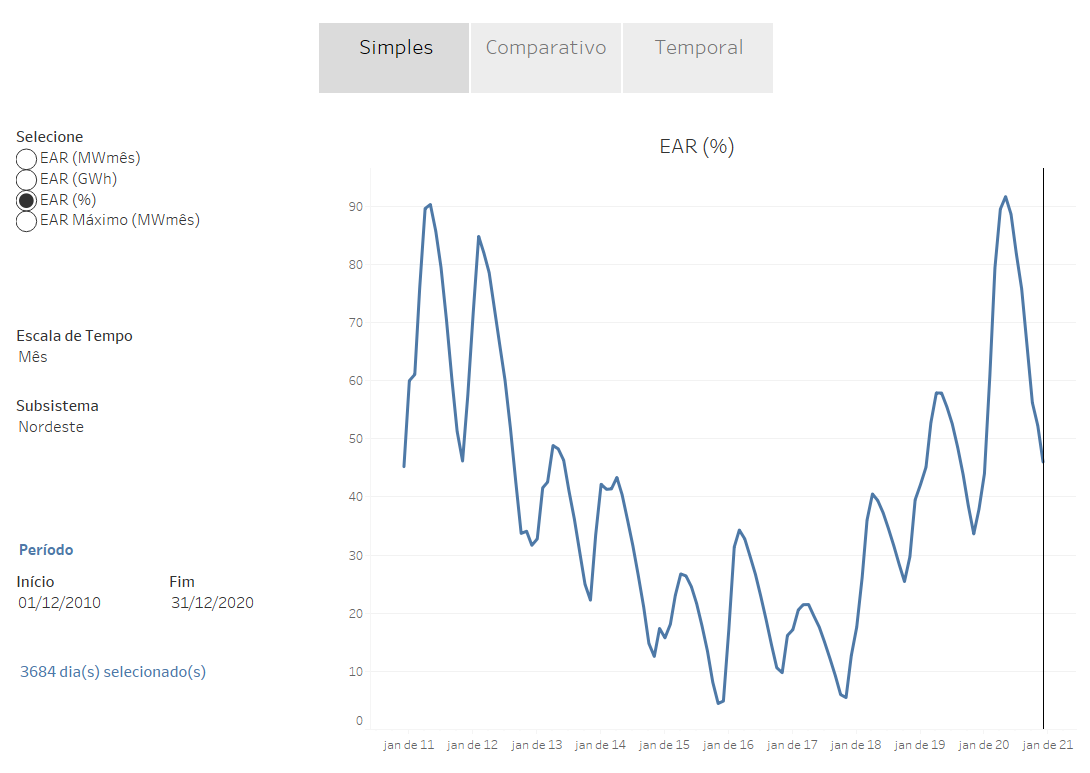 Simples Comparativo Temporal
Selecione
EAR (MWmês)
EAR (GWh)
EAR (%)
EAR Máximo (MWmês)
Escala de Tempo
Mês
Subsistema
Nordeste
Período
Início Fim
01/12/2010 31/12/2020
3684 dia(s) selecionado(s)
EAR (%)
90
80
70
60
50
40
30
20
10
0
jan de 11 jan de 12 jan de 13 jan de 14 jan de 15 jan de 16 jan de 17 jan de 18 jan de 19 jan de 20 jan de 21